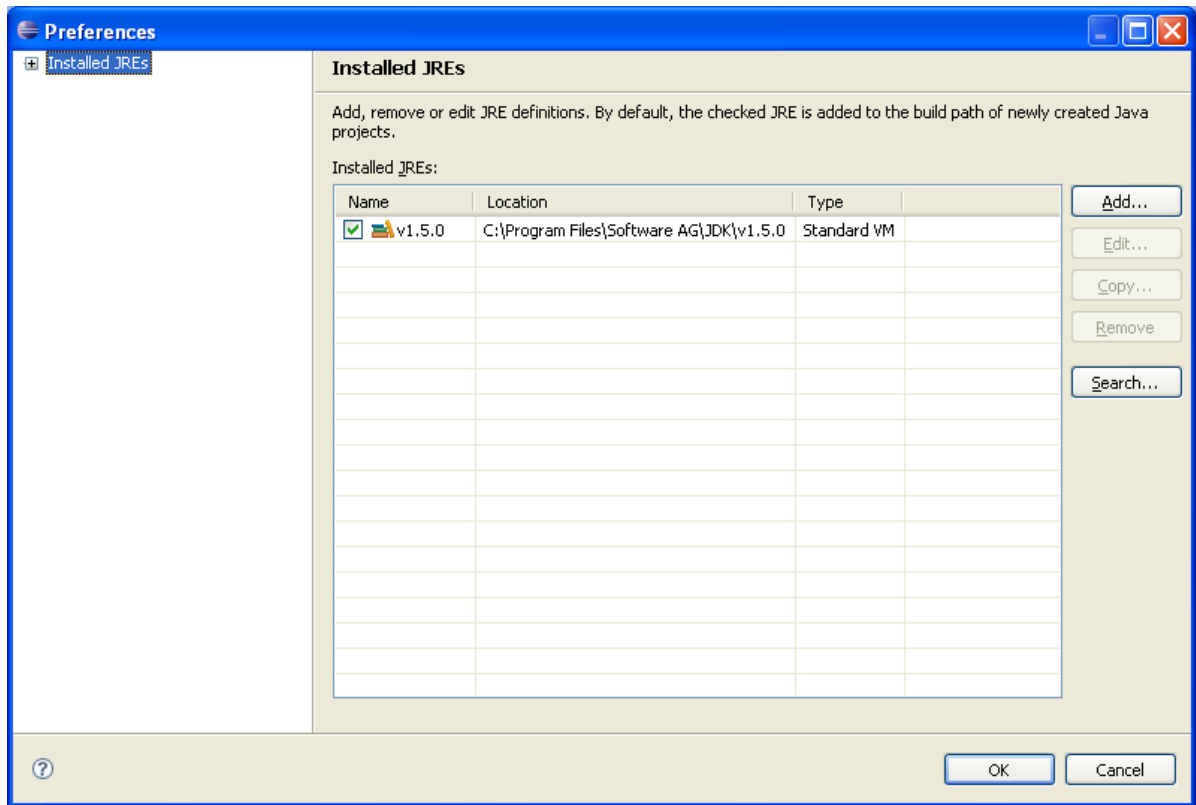 Preferences
Installed JREs
Installed JREs
Add, remove or edit JRE definitions. By default, the checked JRE is added to the build path of newly created Java
projects.
Installed JREs:
Name Location Type
v1.5.0 C:\Program Files\Software AG\JDK\v1.5.0 Standard VM
Add...
Edit...
Copy...
Remove
Search...
OK Cancel